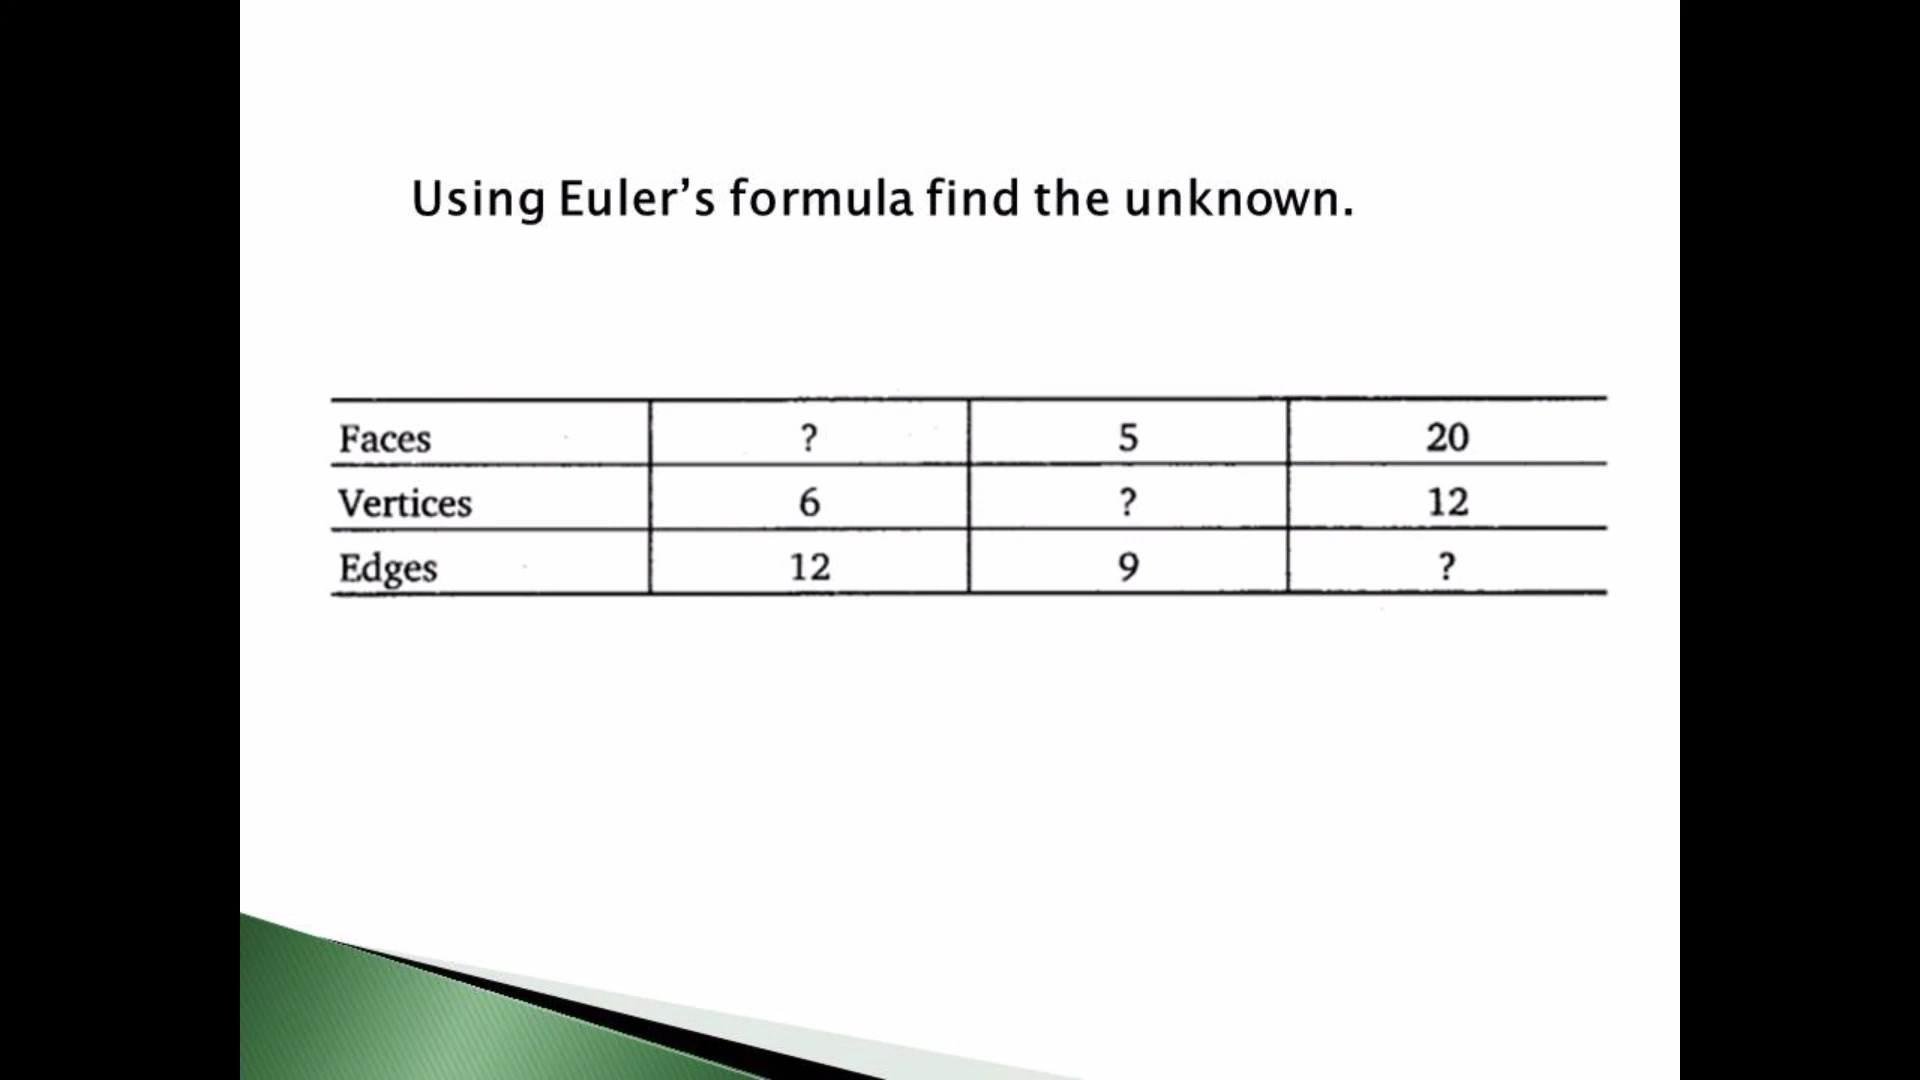 Using Euler’s formula find the unknown.
Faces ? 5 20
Vertices 6 ? 12
Edges 12 9 ?